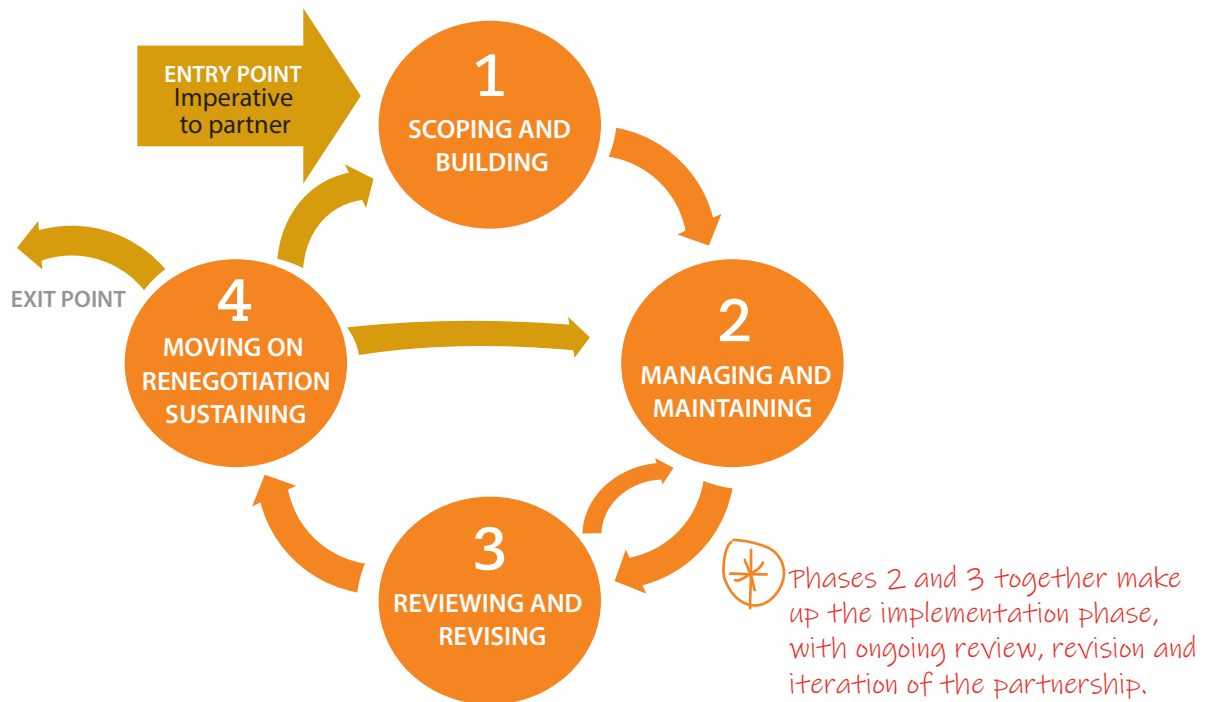 ENTRY POINT
Imperative
to partner
1
SCOPING AND
BUILDING
EXIT POINT
4
MOVING ON
RENEGOTIATION
SUSTAINING
2
MANAGING AND
MAINTAINING
3
REVIEWING AND
REVISING
Phases 2 and 3 together make
up the implementation phase,
with ongoing review, revision and
iteration of the partnership.